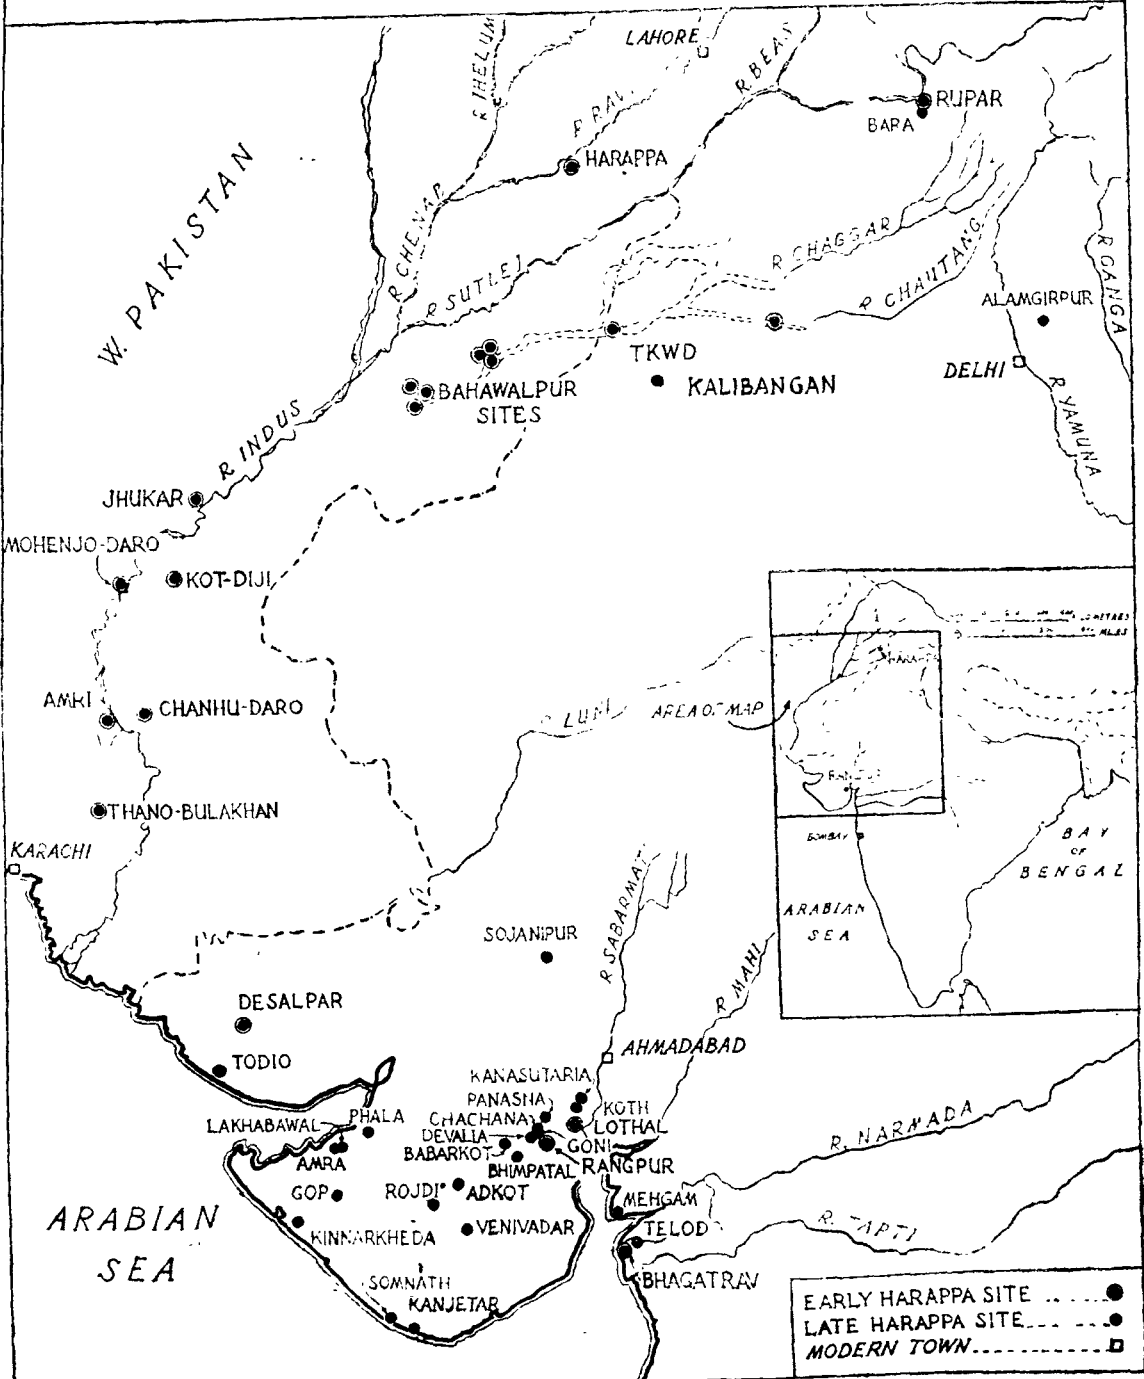 LAHORE
R JHELUM
R BEAS
R RAVI
RUPAR
BARA
HARAPPA
W. PAKISTAN
R CHENAB
R SUTLEJ
R CHAGGAR
R CHAUTANG
R GANGA
ALAMGIRPUR
TKWD
DELHI
BAHAWALPUR
SITES
KALIBANGAN
R YAMUNA
R INDUS
JHUKAR
MOHENJO-DARO
KOT-DIJI
AMRI
CHANHU-DARO
R LUNI
AREA OF MAP
THANO-BULAKHAN
KARACHI
KILOMETRES
MILES
BOMBAY
BAY
OF
BENGAL
ARABIAN
SEA
SOJANIPUR
R SABARMATI
R MAHI
DESALPAR
TODIO
AHMADABAD
KANASUTARIA
PANASNA
KOTH
CHACHANA
LOTHAL
LAKHABAWAL
PHALA
DEVALIA
GONI
BABARKOT
AMRA
BHIMPATAL
RANGPUR
R. NARMADA
GOP
ROJDI
ADKOT
MEHGAM
ARABIAN
SEA
KINNARKHEDA
VENIVADAR
TELOD
R. TAPTI
BHAGATRAV
SOMNATH
KANJETAR
EARLY HARAPPA SITE
LATE HARAPPA SITE
MODERN TOWN